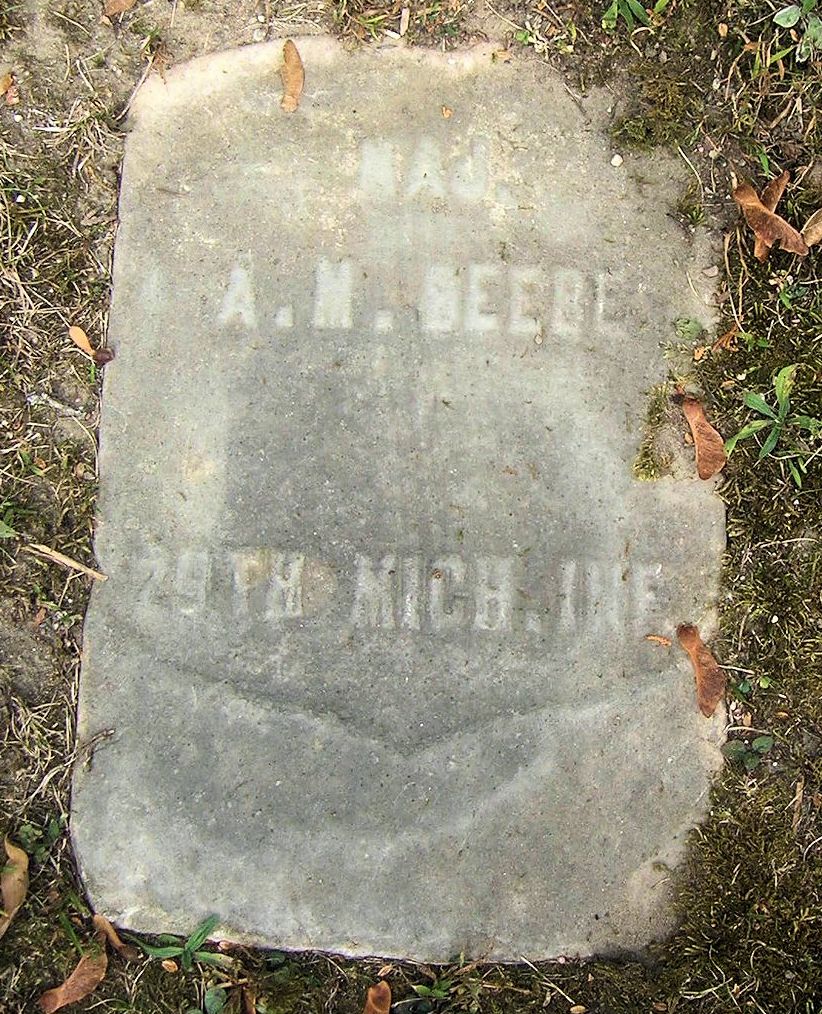 MAJ.
A. M. BEEBE
29TH MICH. INF